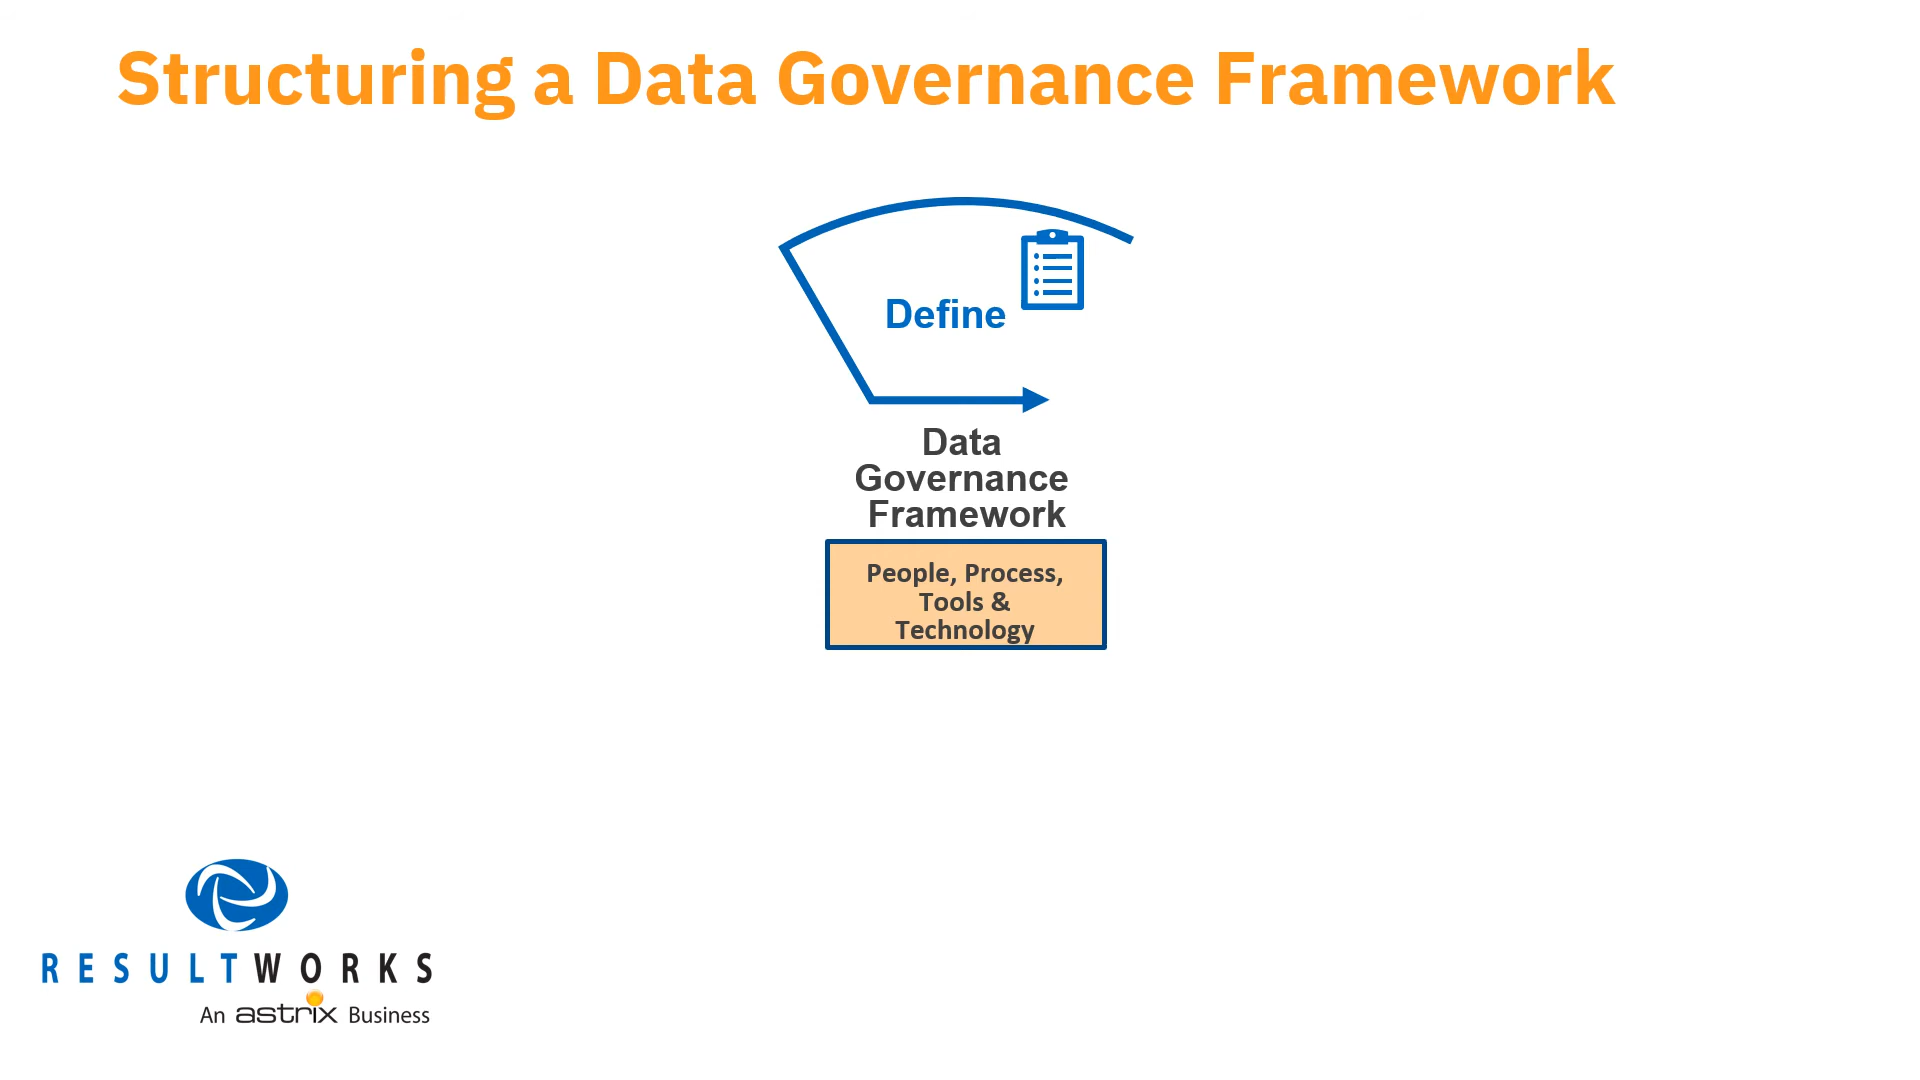 Structuring a Data Governance Framework
Define
Data
Governance
Framework
People, Process,
Tools &
Technology
RESULTWORKS
An astrix Business